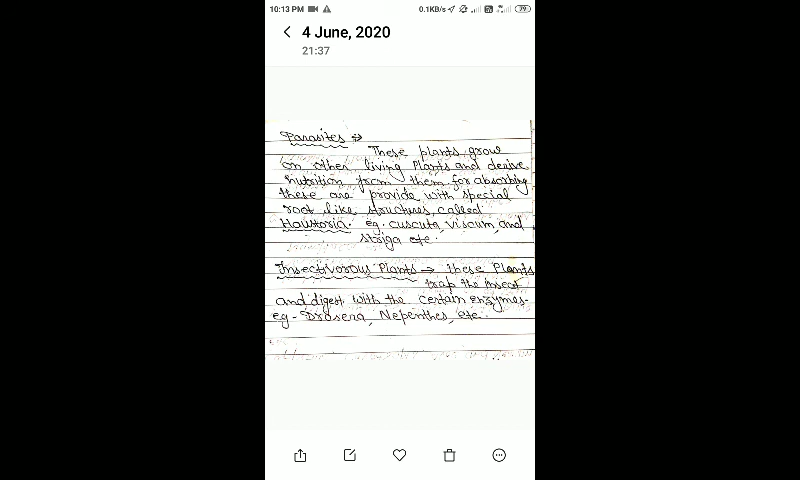 10:13 PM
0.1KB/s
79
4 June, 2020
21:37
Parasites →
These plants grow
on other living Plants and derive
nutrition from them for absorbing
these are provide with special
root like structures called
Haustoria. eg. cuscuta, viscum, and
striga etc.
Insectivorous Plants → these Plants
trap the Insect
and digest with the certain enzymes.
eg - Drosera, Nepenthes, etc.